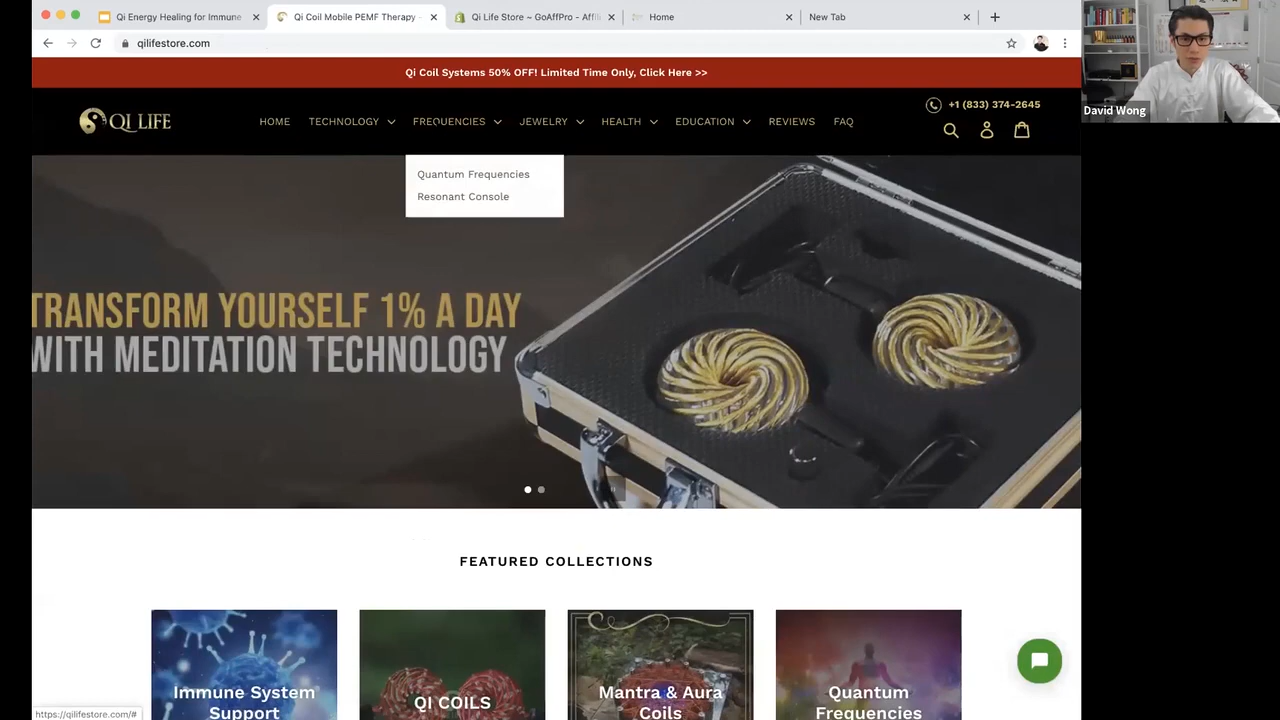 Qi Energy Healing for Immune
Qi Coil Mobile PEMF Therapy -
Qi Life Store ~ GoAffPro - Affili
Home
New Tab
qilifestore.com
David Wong
Qi Coil Systems 50% OFF! Limited Time Only, Click Here >>
+1 (833) 374-2645
QI LIFE
HOME TECHNOLOGY FREQUENCIES JEWELRY HEALTH EDUCATION REVIEWS FAQ
Quantum Frequencies
Resonant Console
TRANSFORM YOURSELF 1% A DAY
WITH MEDITATION TECHNOLOGY
FEATURED COLLECTIONS
Immune System
Support
QI COILS
Mantra & Aura
Coils
Quantum
Frequencies
https://qilifestore.com/#